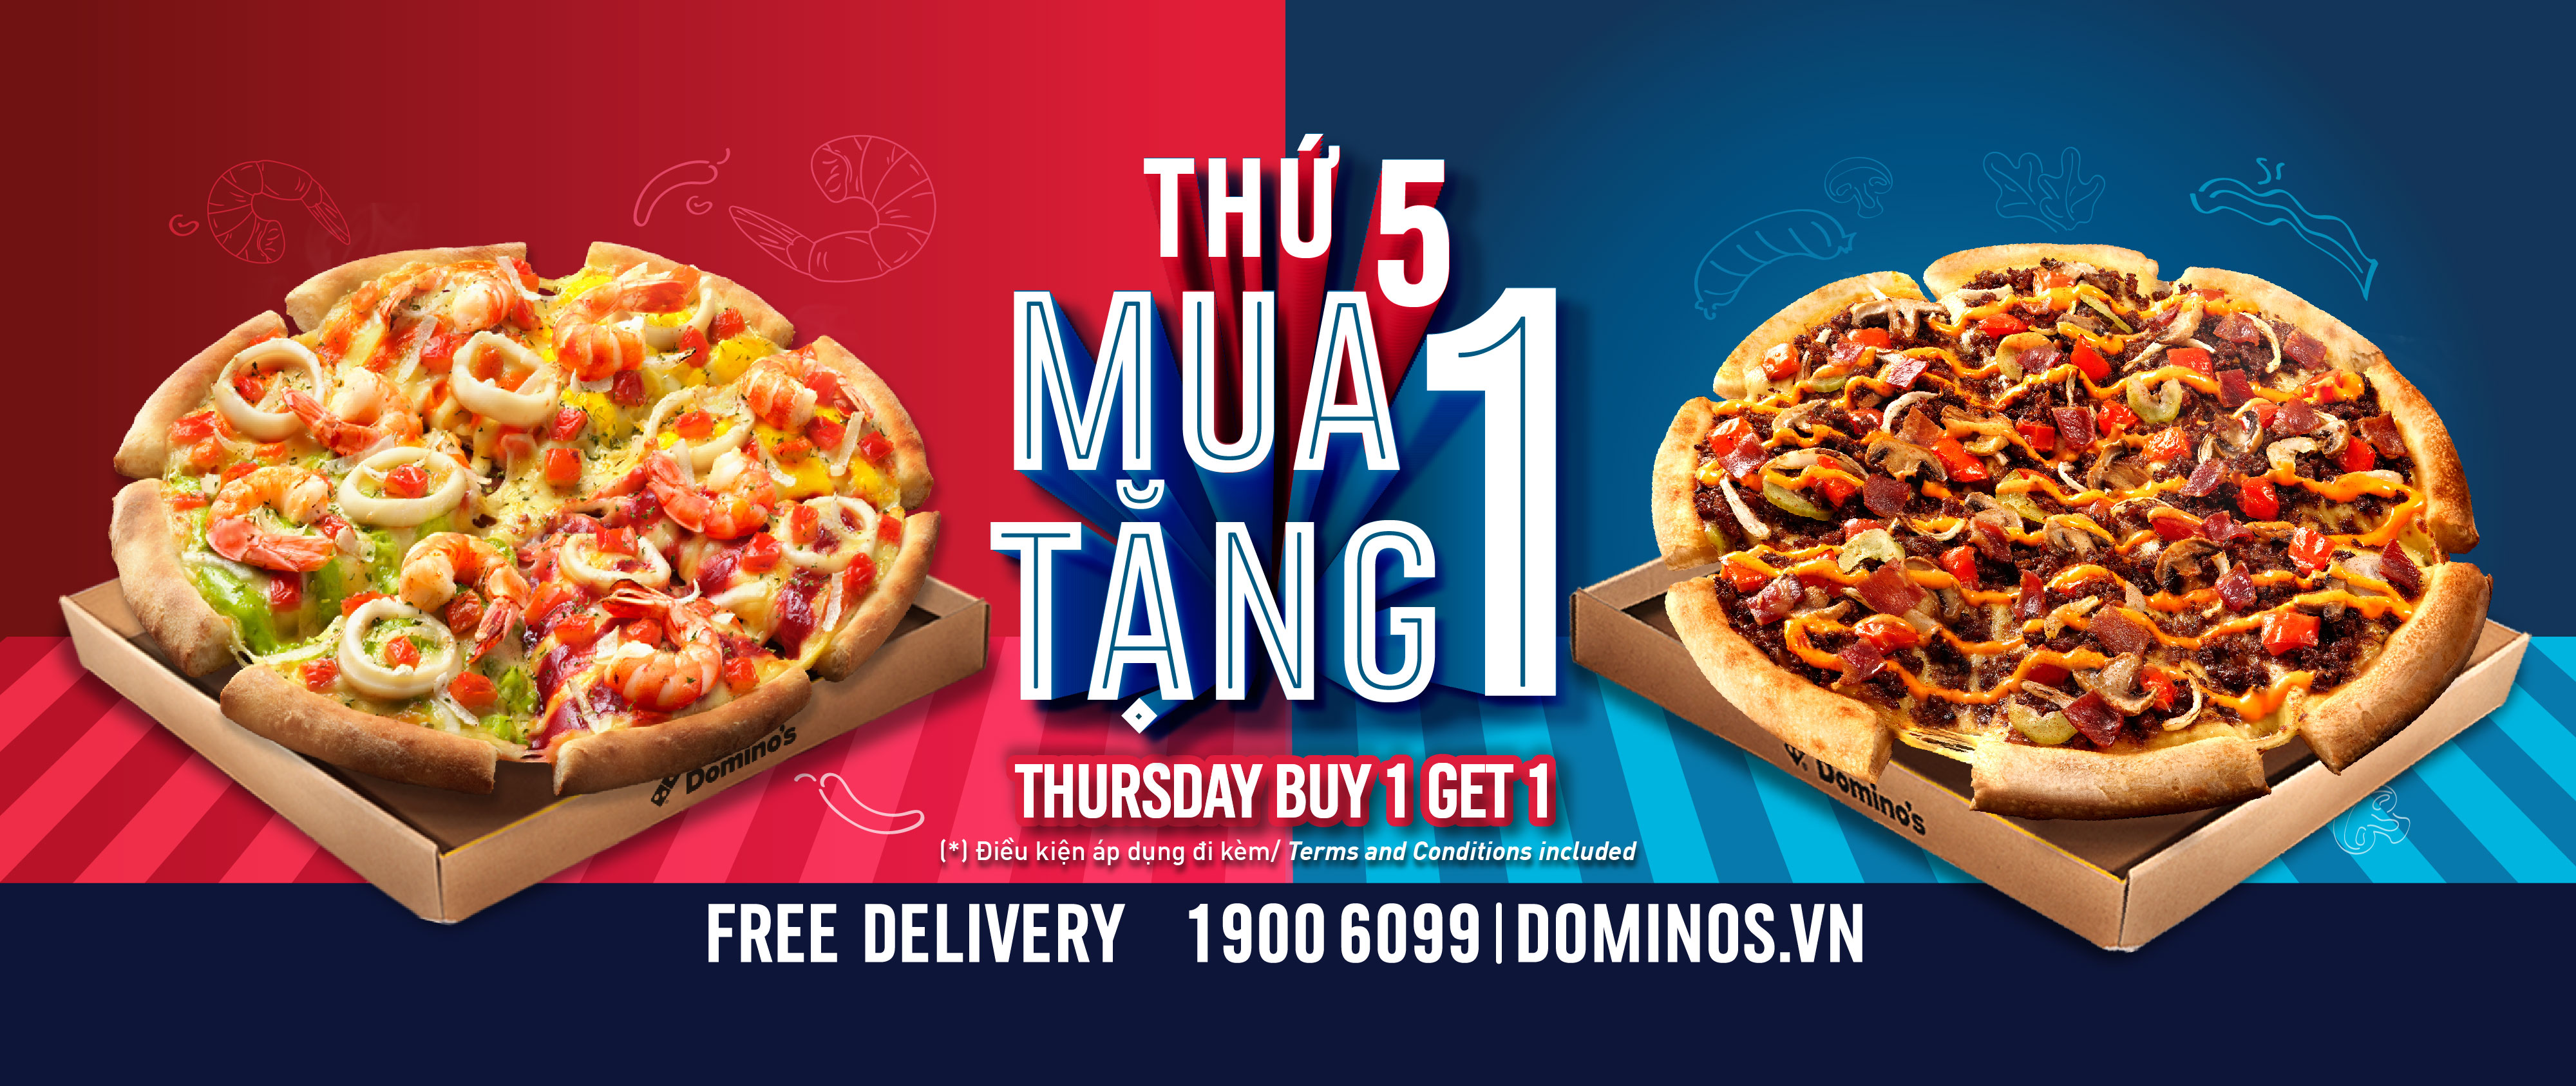 THỨ 5
MUA 1
TẶNG
THURSDAY BUY 1 GET 1
(*) Điều kiện áp dụng đi kèm/ Terms and Conditions included
Domino's
Domino's
FREE DELIVERY 1900 6099 | DOMINOS.VN